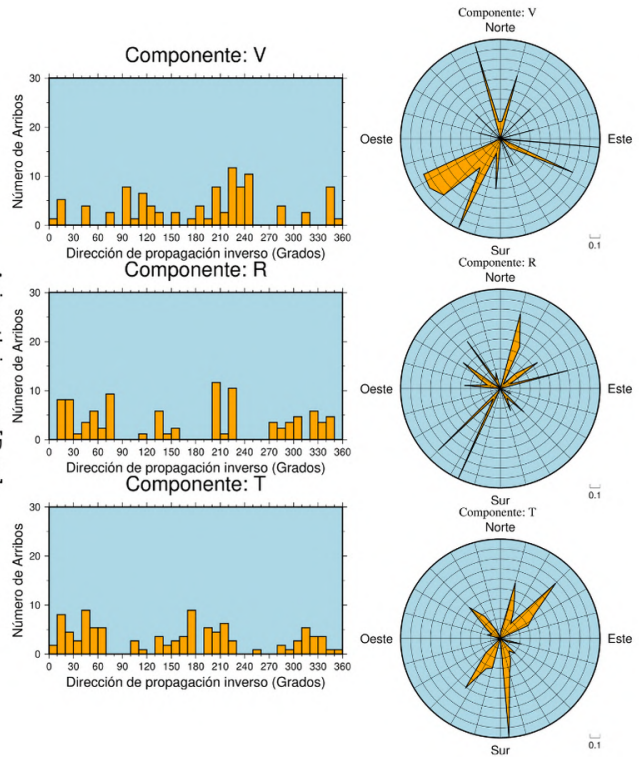 Componente: V
30
20
10
0
Número de Arribos
0 30 60 90 120 150 180 210 240 270 300 330 360
Dirección de propagación inverso (Grados)
Componente: V
Norte
Oeste
Este
Sur
0.1
Componente: R
30
20
10
0
Número de Arribos
0 30 60 90 120 150 180 210 240 270 300 330 360
Dirección de propagación inverso (Grados)
Componente: R
Norte
Oeste
Este
Sur
0.1
Componente: T
30
20
10
0
Número de Arribos
0 30 60 90 120 150 180 210 240 270 300 330 360
Dirección de propagación inverso (Grados)
Componente: T
Norte
Oeste
Este
Sur
0.1